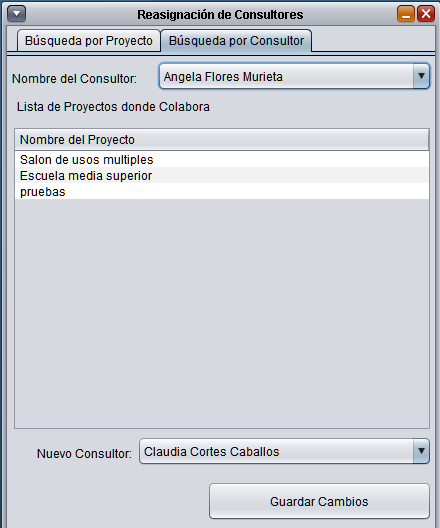 Reasignación de Consultores
Búsqueda por Proyecto Búsqueda por Consultor
Nombre del Consultor: Angela Flores Murieta
Lista de Proyectos donde Colabora
Nombre del Proyecto
Salon de usos multiples
Escuela media superior
pruebas
Nuevo Consultor: Claudia Cortes Caballos
Guardar Cambios